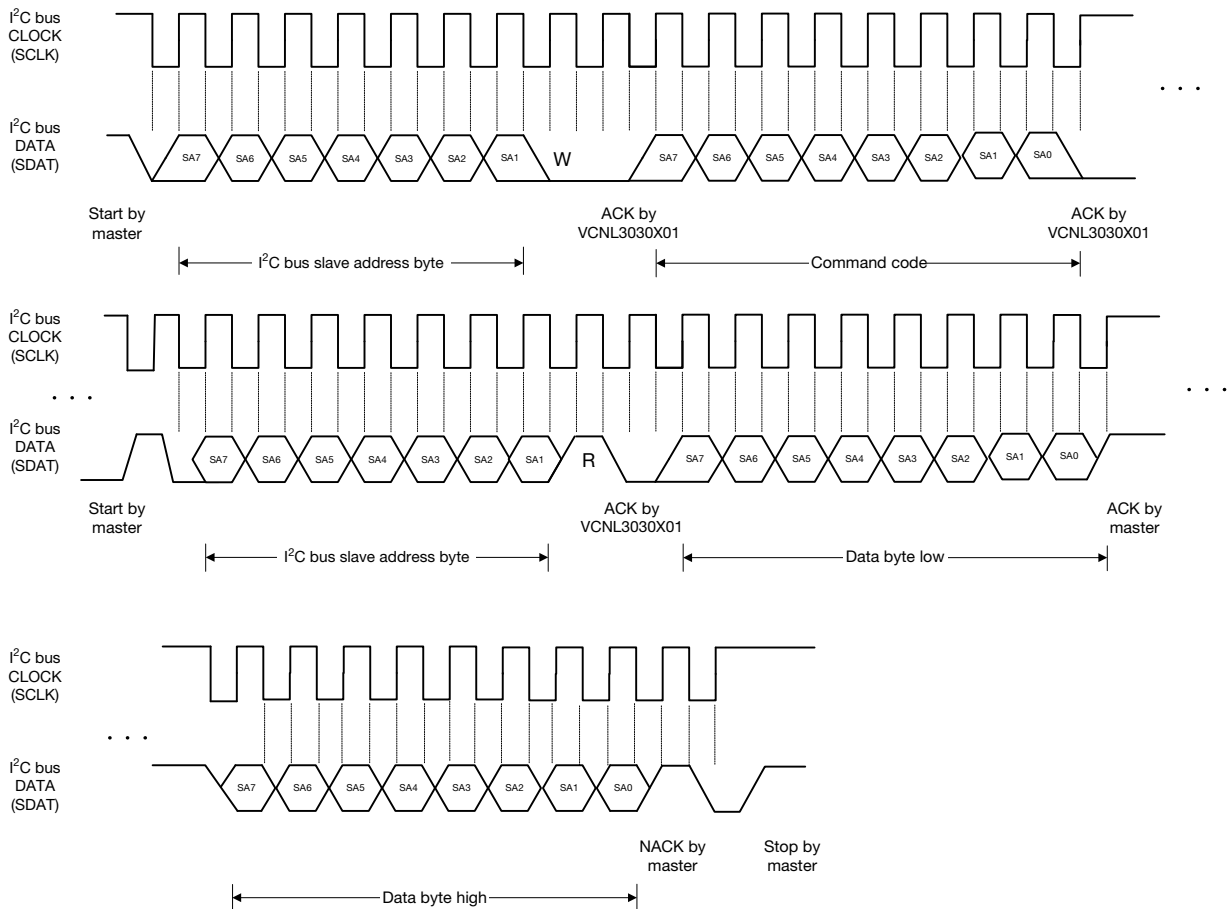 I²C bus
CLOCK
(SCLK)
. . .
I²C bus
DATA
(SDAT)
SA7 SA6 SA5 SA4 SA3 SA2 SA1 W SA7 SA6 SA5 SA4 SA3 SA2 SA1 SA0
Start by
master
ACK by
VCNL3030X01
ACK by
VCNL3030X01
I²C bus slave address byte
Command code
I²C bus
CLOCK
(SCLK)
. . .
. . .
I²C bus
DATA
(SDAT)
SA7 SA6 SA5 SA4 SA3 SA2 SA1 R SA7 SA6 SA5 SA4 SA3 SA2 SA1 SA0
Start by
master
ACK by
VCNL3030X01
ACK by
master
I²C bus slave address byte
Data byte low
I²C bus
CLOCK
(SCLK)
. . .
I²C bus
DATA
(SDAT)
SA7 SA6 SA5 SA4 SA3 SA2 SA1 SA0
NACK by
master
Stop by
master
Data byte high